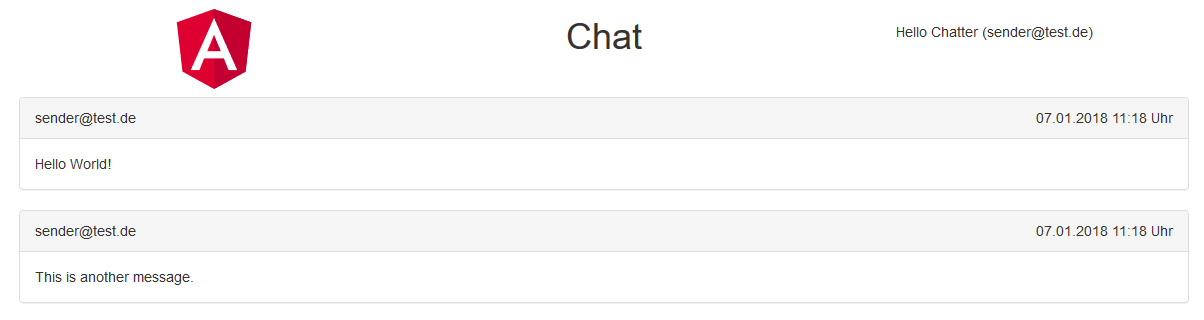 A
Chat
Hello Chatter (sender@test.de)
sender@test.de 07.01.2018 11:18 Uhr
Hello World!
sender@test.de 07.01.2018 11:18 Uhr
This is another message.